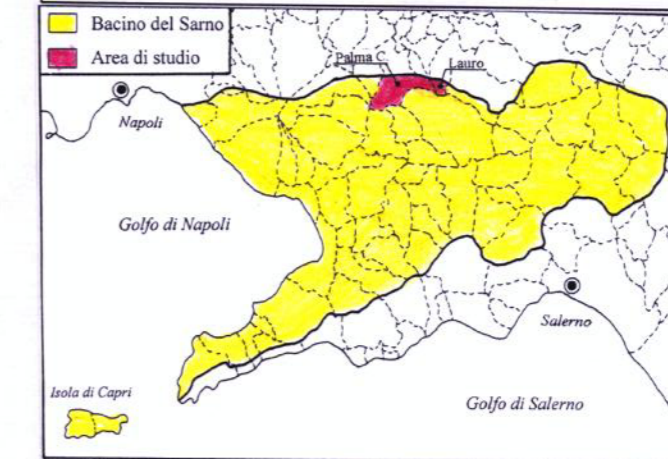 Bacino del Sarno
Area di studio
Palma C.
Lauro
Napoli
Golfo di Napoli
Salerno
Isola di Capri
Golfo di Salerno